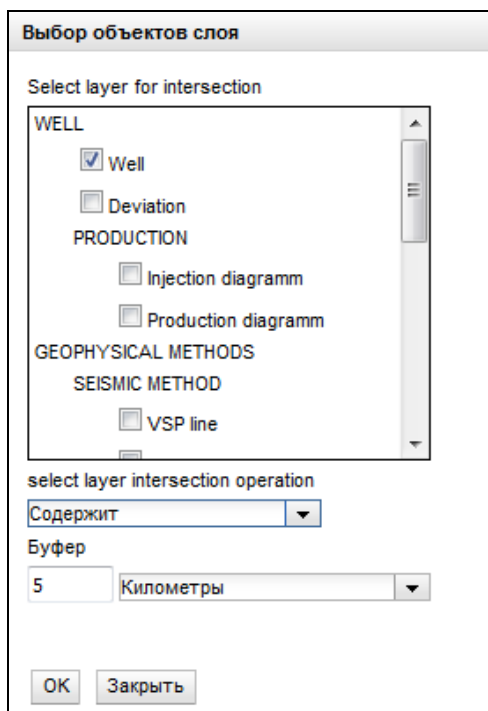 Выбор объектов слоя
Select layer for intersection
WELL
Well
Deviation
PRODUCTION
Injection diagramm
Production diagramm
GEOPHYSICAL METHODS
SEISMIC METHOD
VSP line
select layer intersection operation
Содержит
Буфер
5 Километры
OK Закрыть